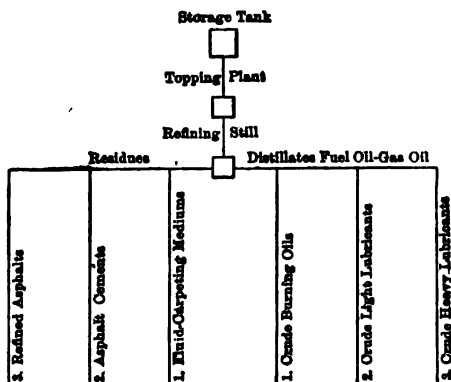 Storage Tank
Topping Plant
Refining Still
Residues
Distillates Fuel Oil-Gas Oil
3. Refined Asphalts
2. Asphalt Cements
1. Fluid-Carpeting Mediums
1. Crude Burning Oils
2. Crude Light Lubricants
3. Crude Heavy Lubricants